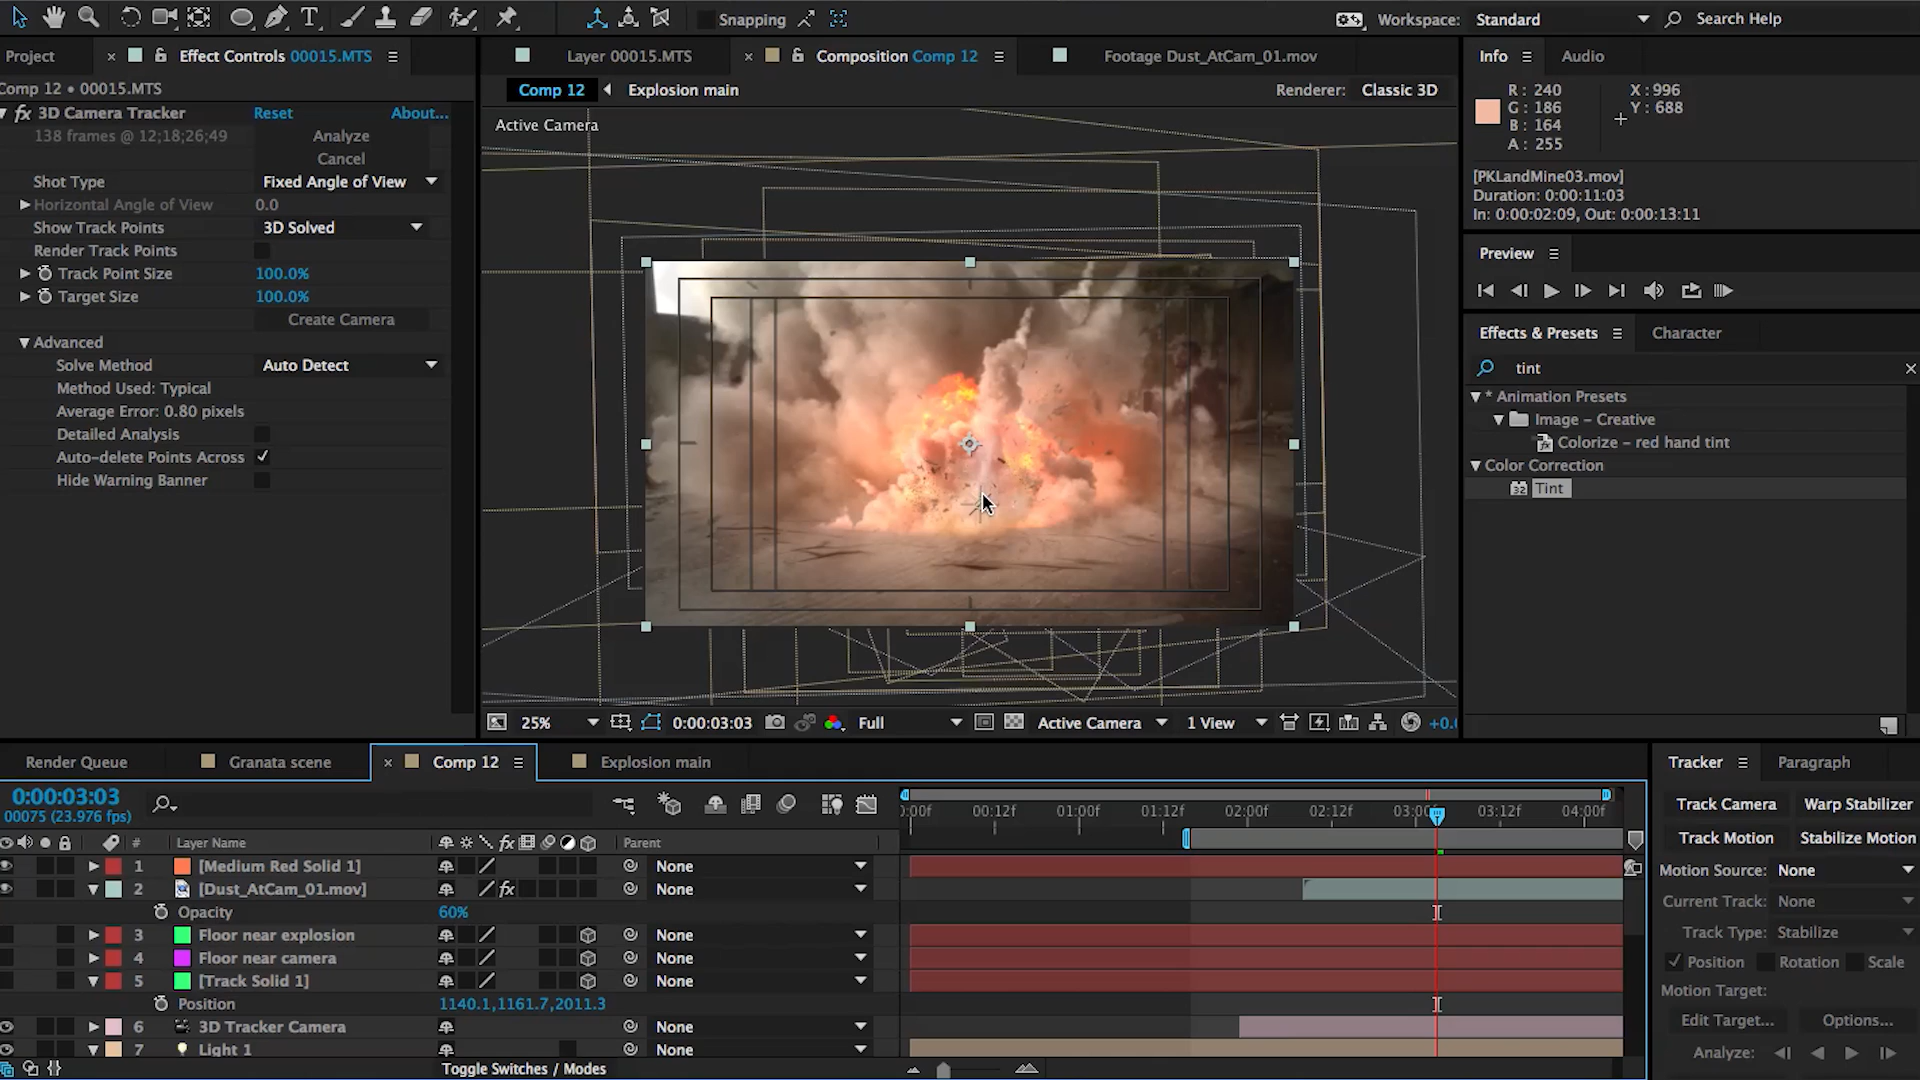 Snapping
Workspace: Standard
Search Help
Project
Effect Controls 00015.MTS
Layer 00015.MTS
Composition Comp 12
Footage Dust_AtCam_01.mov
Info
Audio
Comp 12 • 00015.MTS
fx 3D Camera Tracker Reset About...
138 frames @ 12;18;26;49 Analyze
Cancel
Shot Type Fixed Angle of View
Horizontal Angle of View 0.0
Show Track Points 3D Solved
Render Track Points
Track Point Size 100.0%
Target Size 100.0%
Create Camera
Advanced
Solve Method Auto Detect
Method Used: Typical
Average Error: 0.80 pixels
Detailed Analysis
Auto-delete Points Across
Hide Warning Banner
Comp 12 Explosion main
Renderer: Classic 3D
Active Camera
25%
0:00:03:03
Full
Active Camera
1 View
+0.
R: 240
G: 186
B: 164
A: 255
X: 996
Y: 688
[PKLandMine03.mov]
Duration: 0:00:11:03
In: 0:00:02:09, Out: 0:00:13:11
Preview
Effects & Presets
Character
tint
* Animation Presets
Image – Creative
Colorize – red hand tint
Color Correction
32 Tint
Render Queue
Granata scene
Comp 12
Explosion main
0:00:03:03
00075 (23.976 fps)
:00f 00:12f 01:00f 01:12f 02:00f 02:12f 03:00f 03:12f 04:00f
# Layer Name fx Parent
1 [Medium Red Solid 1] None
2 [Dust_AtCam_01.mov] fx None
Opacity 60%
3 Floor near explosion None
4 Floor near camera None
5 [Track Solid 1] None
Position 1140.1,1161.7,2011.3
6 3D Tracker Camera None
7 Light 1 None
Toggle Switches / Modes
Tracker
Paragraph
Track Camera Warp Stabilizer
Track Motion Stabilize Motion
Motion Source: None
Current Track: None
Track Type: Stabilize
Position Rotation Scale
Motion Target:
Edit Target... Options...
Analyze: